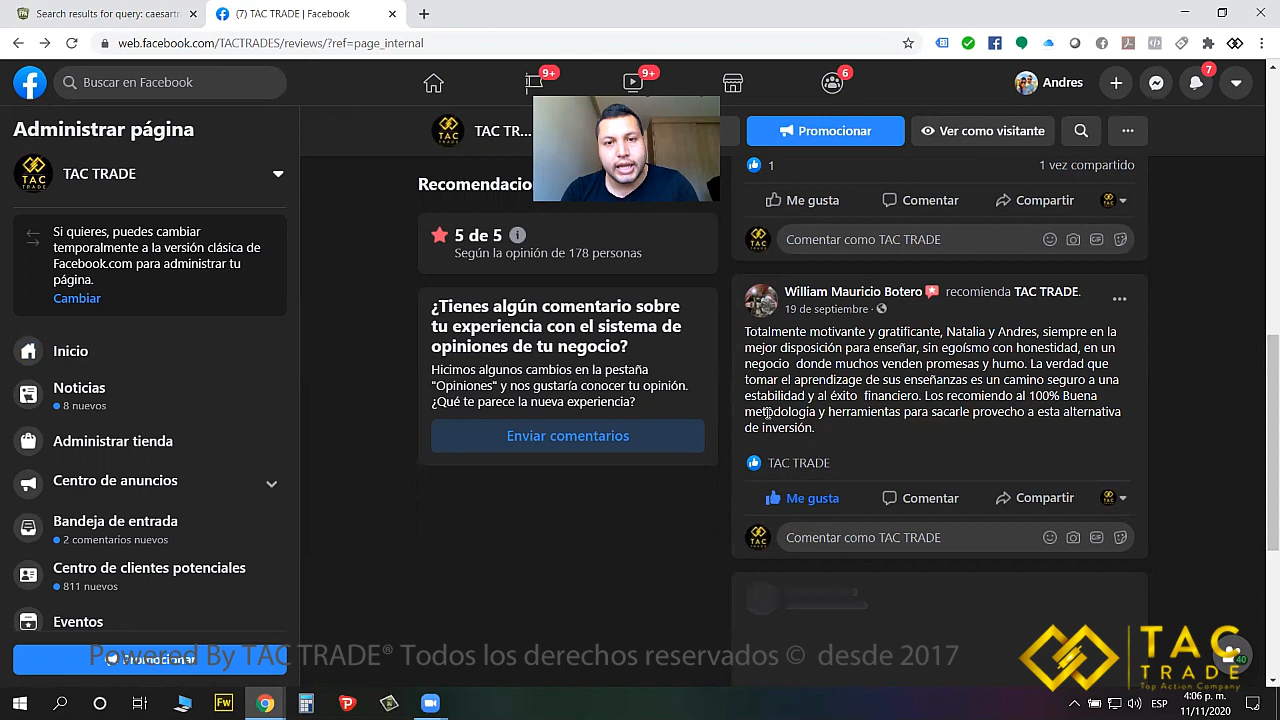 Search results for query: caesartr
(7) TAC TRADE | Facebook
web.facebook.com/TACTRADES/reviews/?ref=page_internal
Buscar en Facebook
9+
9+
6
Andres
7
Administrar página
TAC TRADE
Si quieres, puedes cambiar
temporalmente a la versión clásica de
Facebook.com para administrar tu
página.
Cambiar
Inicio
Noticias
8 nuevos
Administrar tienda
Centro de anuncios
Bandeja de entrada
2 comentarios nuevos
Centro de clientes potenciales
811 nuevos
Eventos
Promocionar
TAC TR...
Promocionar
Ver como visitante
Recomendacio
5 de 5
Según la opinión de 178 personas
¿Tienes algún comentario sobre
tu experiencia con el sistema de
opiniones de tu negocio?
Hicimos algunos cambios en la pestaña
"Opiniones" y nos gustaría conocer tu opinión.
¿Qué te parece la nueva experiencia?
Enviar comentarios
1
1 vez compartido
Me gusta Comentar Compartir
Comentar como TAC TRADE
William Mauricio Botero recomienda TAC TRADE.
19 de septiembre ·
Totalmente motivante y gratificante, Natalia y Andres, siempre en la
mejor disposición para enseñar, sin egoísmo con honestidad, en un
negocio donde muchos venden promesas y humo. La verdad que
tomar el aprendizage de sus enseñanzas es un camino seguro a una
estabilidad y al éxito financiero. Los recomiendo al 100% Buena
metodologia y herramientas para sacarle provecho a esta alternativa
de inversión.
TAC TRADE
Me gusta Comentar Compartir
Comentar como TAC TRADE
Powered By TAC TRADE® Todos los derechos reservados © desde 2017
TAC
TRADE
Top Action Company
40
FW
ESP
4:06 p. m.
11/11/2020